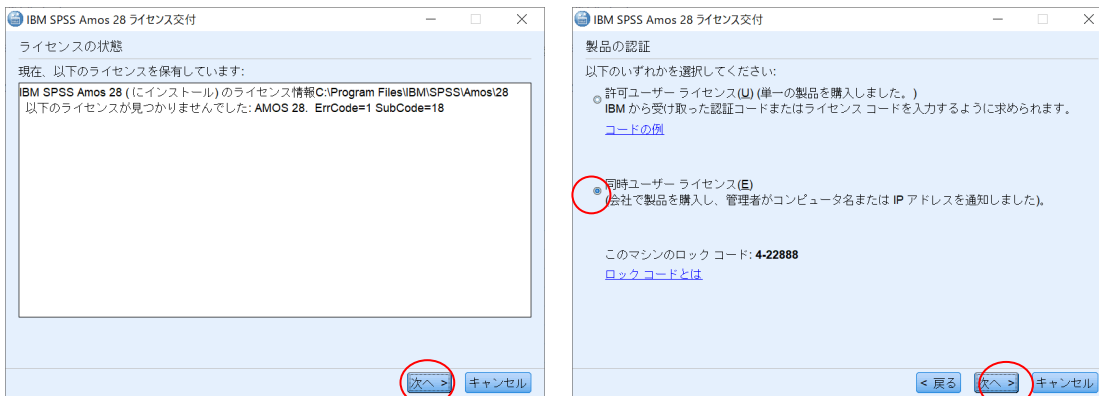 IBM SPSS Amos 28 ライセンス交付
ライセンスの状態
現在、以下のライセンスを保有しています:
IBM SPSS Amos 28 ( にインストール) のライセンス情報C:\Program Files\IBM\SPSS\Amos\28
以下のライセンスが見つかりませんでした: AMOS 28. ErrCode=1 SubCode=18
次へ >
キャンセル
IBM SPSS Amos 28 ライセンス交付
製品の認証
以下のいずれかを選択してください:
許可ユーザー ライセンス(U) (単一の製品を購入しました。)
IBM から受け取った認証コードまたはライセンス コードを入力するように求められます。
コードの例
同時ユーザー ライセンス(E)
(会社で製品を購入し、管理者がコンピュータ名または IP アドレスを通知しました)。
このマシンのロック コード: 4-22888
ロック コードとは
< 戻る
次へ >
キャンセル